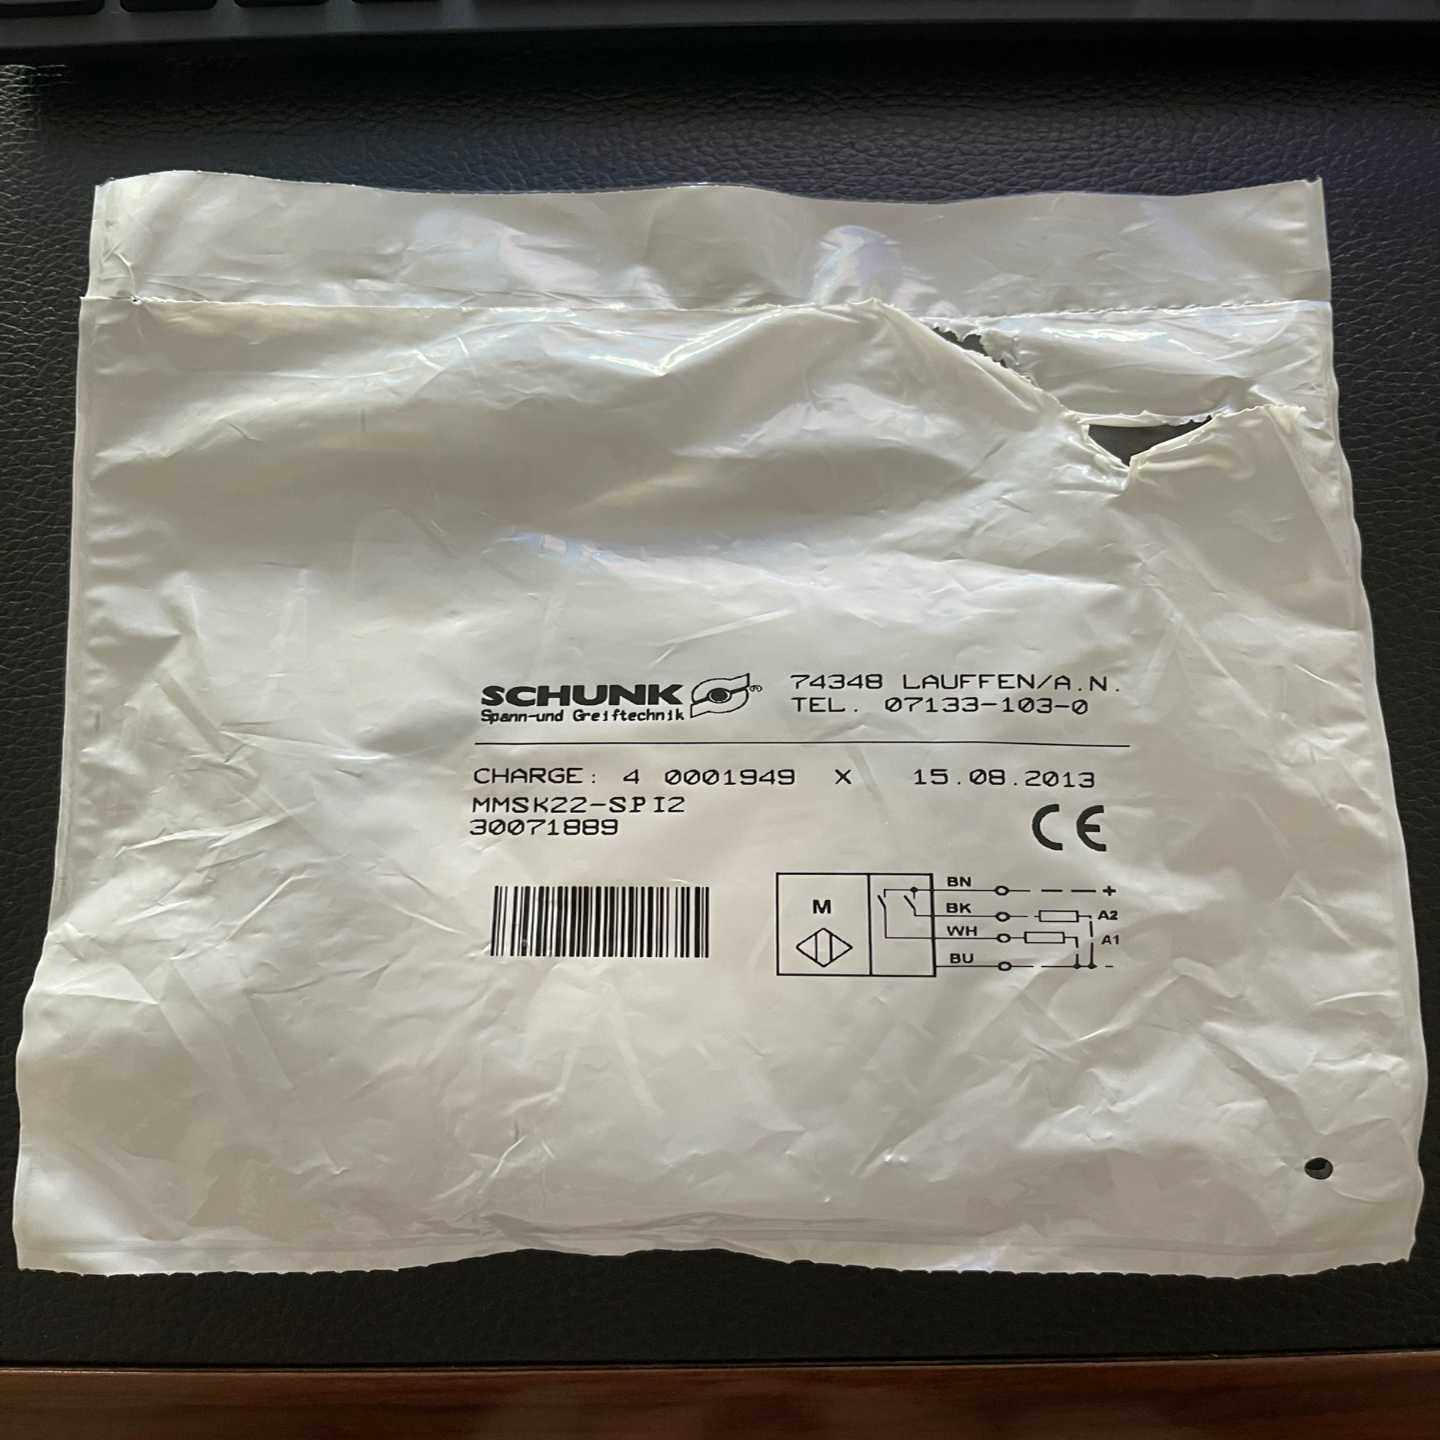 SCHUNK ®
Spann-und Greiftechnik
74348 LAUFFEN/A.N.
TEL. 07133-103-0
CHARGE: 4 0001949 X 15.08.2013
MMSK22-SPI2
30071889
CE
M
BN +
BK A2
WH A1
BU -